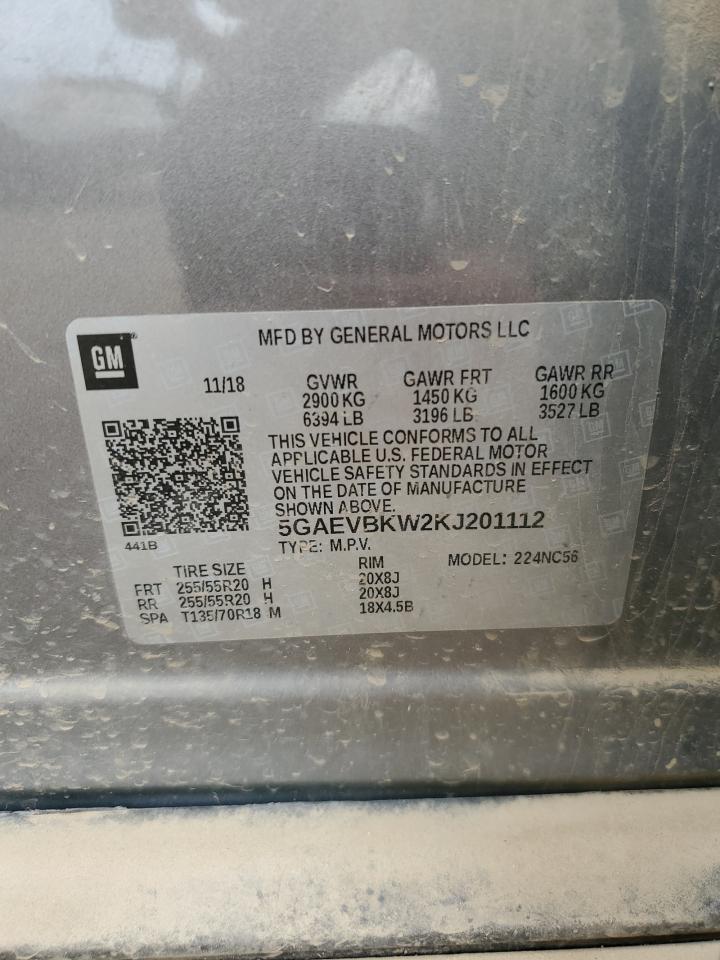 GM
MFD BY GENERAL MOTORS LLC
11/18 GVWR GAWR FRT GAWR RR
2900 KG 1450 KG 1600 KG
6394 LB 3196 LB 3527 LB
THIS VEHICLE CONFORMS TO ALL
APPLICABLE U.S. FEDERAL MOTOR
VEHICLE SAFETY STANDARDS IN EFFECT
ON THE DATE OF MANUFACTURE
SHOWN ABOVE.
5GAEVBKW2KJ201112
441B
TYPE: M.P.V. MODEL: 224NC56
TIRE SIZE RIM
FRT 255/55R20 H 20X8J
RR 255/55R20 H 20X8J
SPA T135/70R18 M 18X4.5B